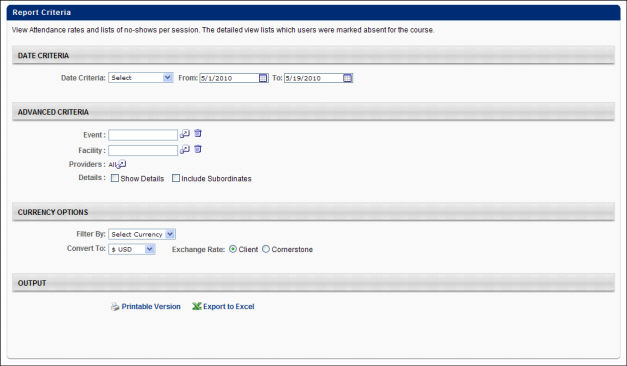 Report Criteria
View Attendance rates and lists of no-shows per session. The detailed view lists which users were marked absent for the course.
DATE CRITERIA
Date Criteria: Select From: 5/1/2010 To: 5/19/2010
ADVANCED CRITERIA
Event :
Facility :
Providers : All
Details : Show Details Include Subordinates
CURRENCY OPTIONS
Filter By: Select Currency
Convert To: $ USD Exchange Rate: Client Cornerstone
OUTPUT
Printable Version Export to Excel